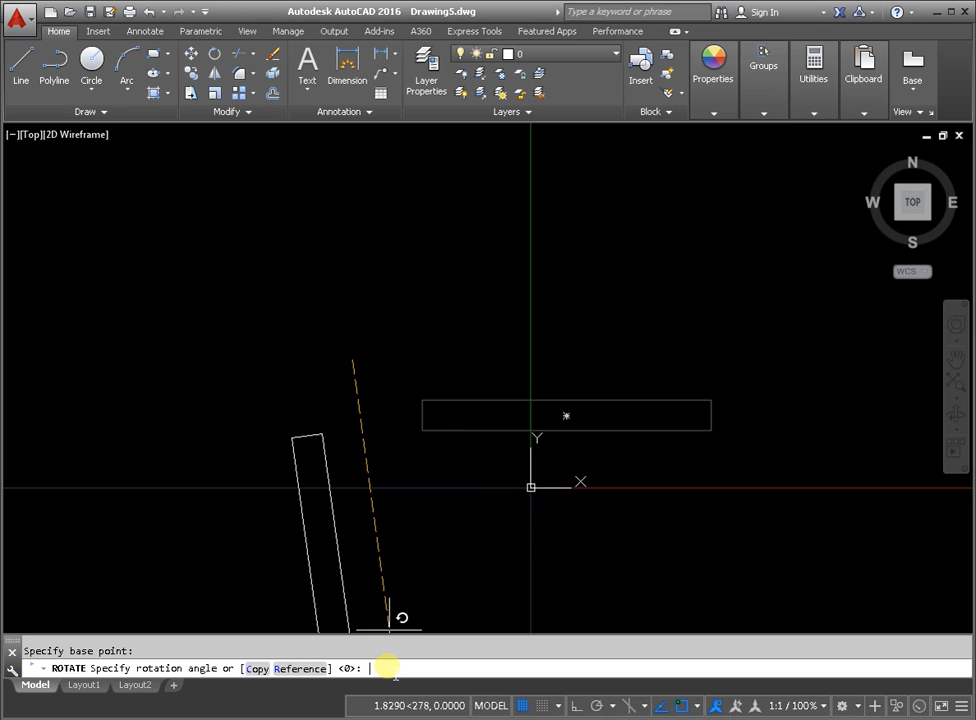 Autodesk AutoCAD 2016 Drawing5.dwg
Type a keyword or phrase
Sign In
Home Insert Annotate Parametric View Manage Output Add-ins A360 Express Tools Featured Apps Performance
0
Line Polyline Circle Arc Text Dimension Layer Properties Insert Properties Groups Utilities Clipboard Base
Draw Modify Annotation Layers Block View
[−][Top][2D Wireframe]
N
W TOP E
S
WCS
Y
X
Specify base point:
ROTATE Specify rotation angle or [Copy Reference] <0>:
Model Layout1 Layout2 +
1.8290<278, 0.0000 MODEL 1:1 / 100%